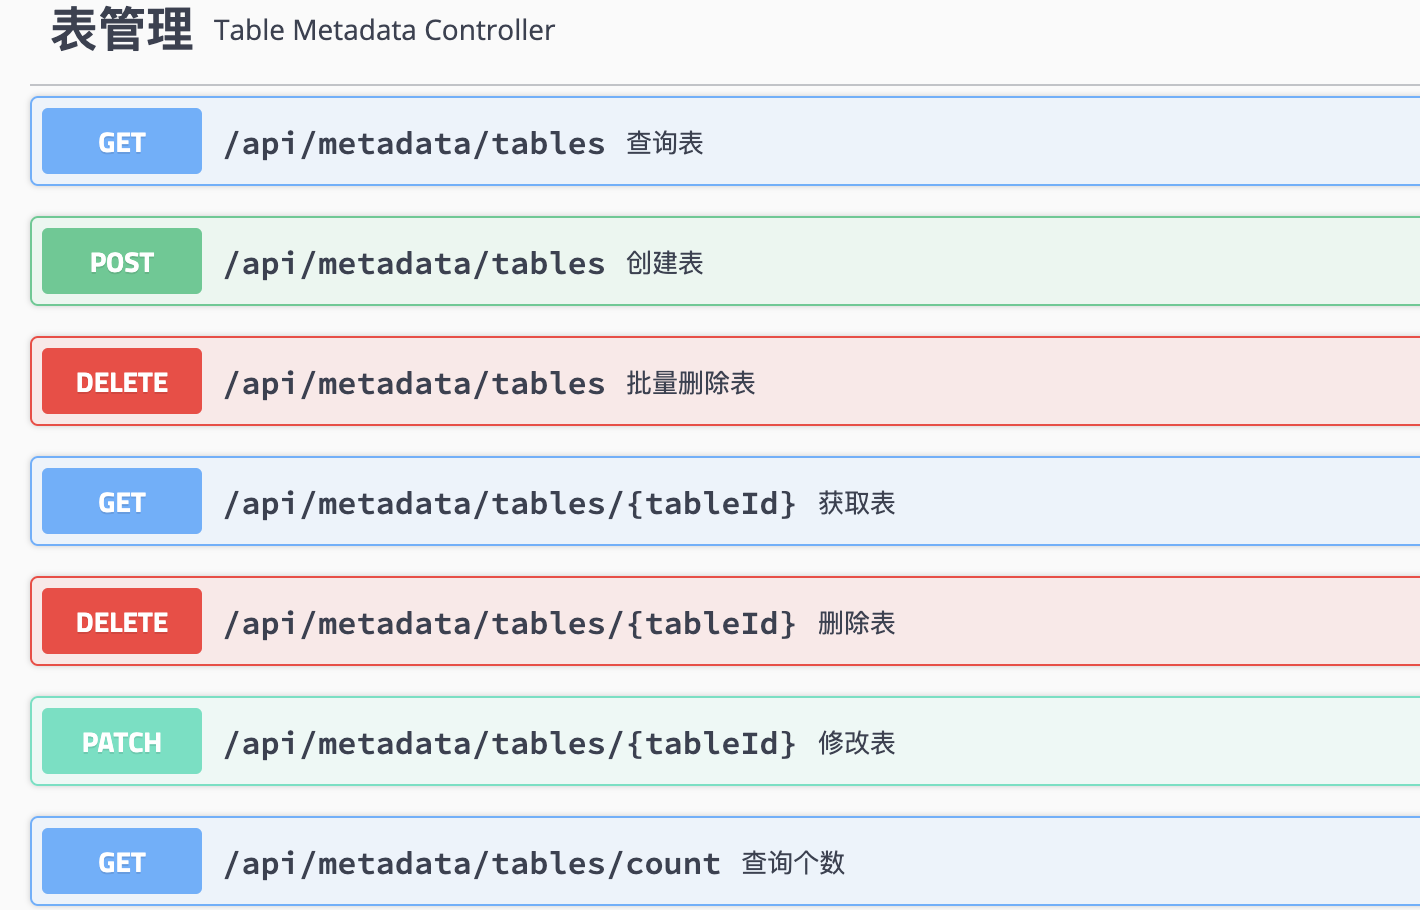 表管理 Table Metadata Controller
GET /api/metadata/tables 查询表
POST /api/metadata/tables 创建表
DELETE /api/metadata/tables 批量删除表
GET /api/metadata/tables/{tableId} 获取表
DELETE /api/metadata/tables/{tableId} 删除表
PATCH /api/metadata/tables/{tableId} 修改表
GET /api/metadata/tables/count 查询个数